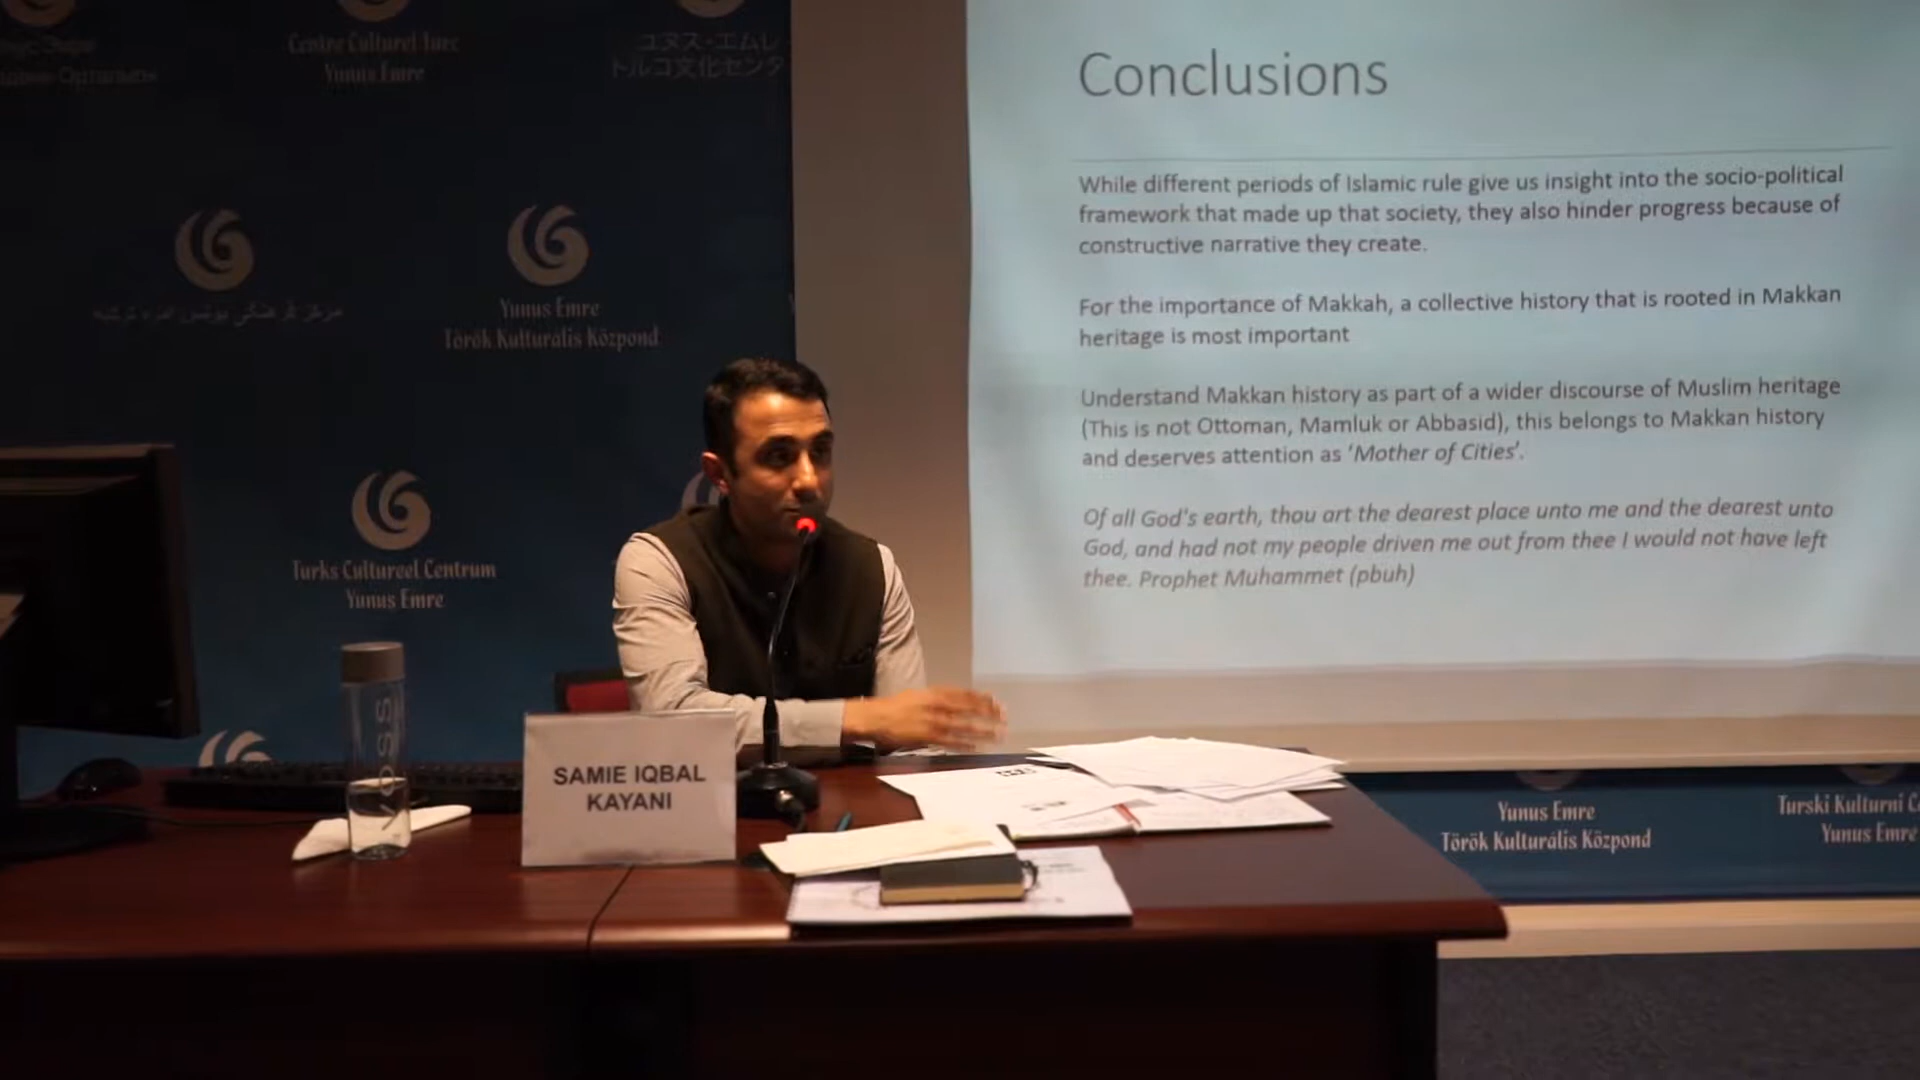 Centre Culturel Turc
Yunus Emre
ユヌス・エムレ
トルコ文化センタ
Yunus Emre
Török Kulturális Központ
Turks Cultureel Centrum
Yunus Emre
Conclusions
While different periods of Islamic rule give us insight into the socio-political
framework that made up that society, they also hinder progress because of
constructive narrative they create.
For the importance of Makkah, a collective history that is rooted in Makkan
heritage is most important
Understand Makkan history as part of a wider discourse of Muslim heritage
(This is not Ottoman, Mamluk or Abbasid), this belongs to Makkan history
and deserves attention as ‘Mother of Cities’.
Of all God's earth, thou art the dearest place unto me and the dearest unto
God, and had not my people driven me out from thee I would not have left
thee. Prophet Muhammet (pbuh)
SAMIE IQBAL
KAYANI
VOSS
Yunus Emre
Török Kulturális Központ
Turski Kulturni
Yunus Emre